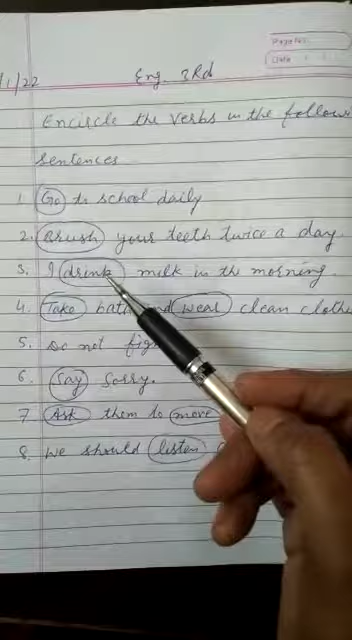 Page No:
Date
/1/22 Eng. 3Rd
Encircle the Verbs in the follow
sentences
1. Go to school daily
2. Brush your teeth twice a day.
3. I drink milk in the morning.
4. Take bath and wear clean clothe
5. Do not fig
6. Say Sorry.
7 Ask them to move
8. We should listen